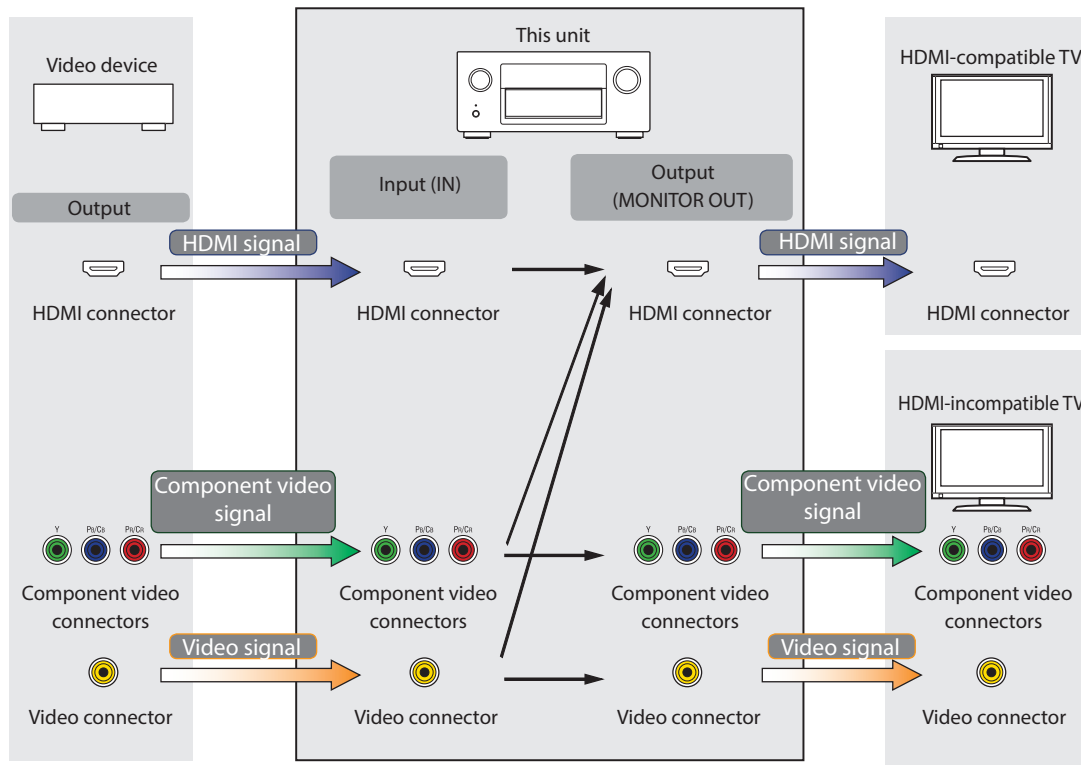 This unit
Video device
HDMI-compatible TV
Input (IN)
Output
(MONITOR OUT)
Output
HDMI signal
HDMI signal
HDMI connector
HDMI connector
HDMI connector
HDMI connector
HDMI-incompatible TV
Component video
signal
Component video
signal
Y PB/CB PR/CR
Y PB/CB PR/CR
Y PB/CB PR/CR
Y PB/CB PR/CR
Component video
connectors
Component video
connectors
Component video
connectors
Component video
connectors
Video signal
Video signal
Video connector
Video connector
Video connector
Video connector